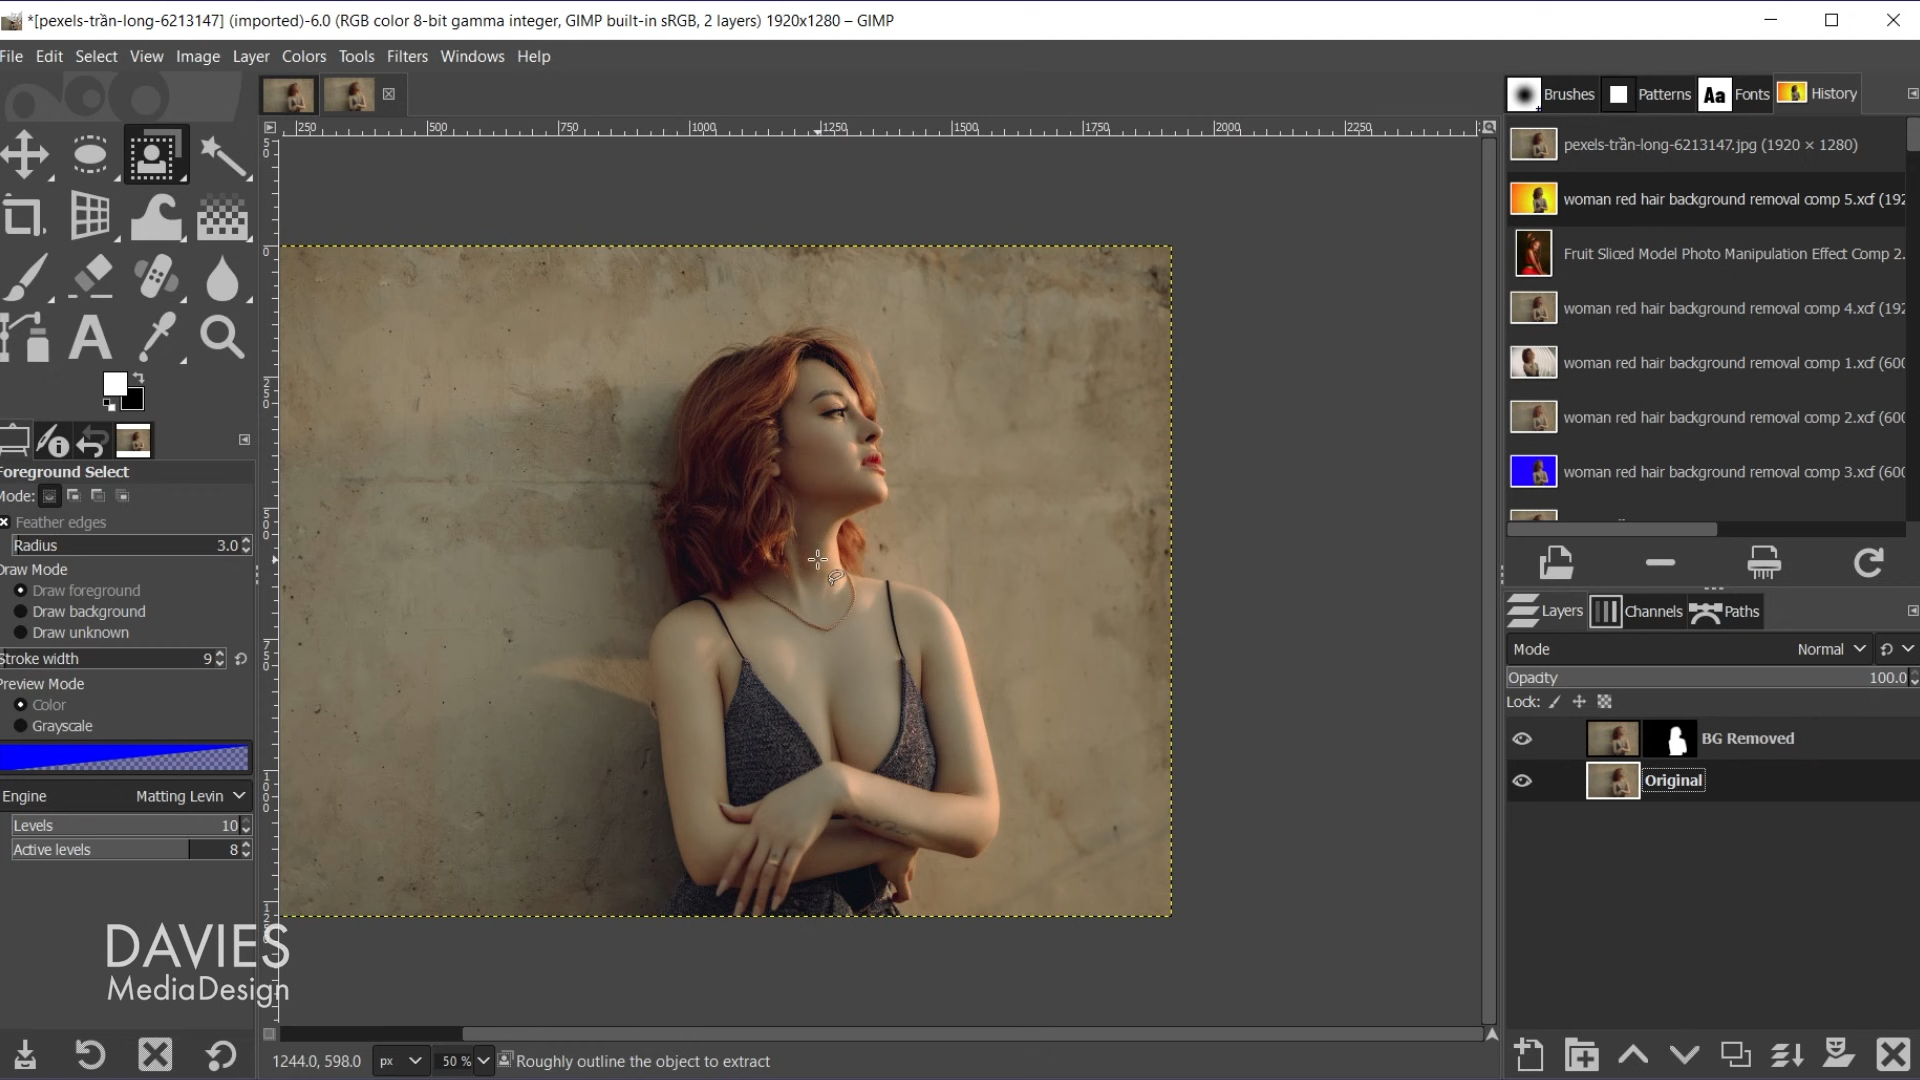 *[pexels-trần-long-6213147] (imported)-6.0 (RGB color 8-bit gamma integer, GIMP built-in sRGB, 2 layers) 1920x1280 – GIMP
File Edit Select View Image Layer Colors Tools Filters Windows Help
Brushes Patterns Aa Fonts History
250 500 750 1000 1250 1500 1750 2000 2250
pexels-trần-long-6213147.jpg (1920 × 1280)
woman red hair background removal comp 5.xcf (192
Fruit Sliced Model Photo Manipulation Effect Comp 2.
woman red hair background removal comp 4.xcf (192
woman red hair background removal comp 1.xcf (600
woman red hair background removal comp 2.xcf (600
woman red hair background removal comp 3.xcf (600
Foreground Select
Mode:
Feather edges
Radius 3.0
Draw Mode
Draw foreground
Draw background
Draw unknown
Stroke width 9
Preview Mode
Color
Grayscale
Engine Matting Levin
Levels 10
Active levels 8
Layers Channels Paths
Mode Normal
Opacity 100.0
Lock:
BG Removed
Original
DAVIES
MediaDesign
1244.0, 598.0 px 50 % Roughly outline the object to extract